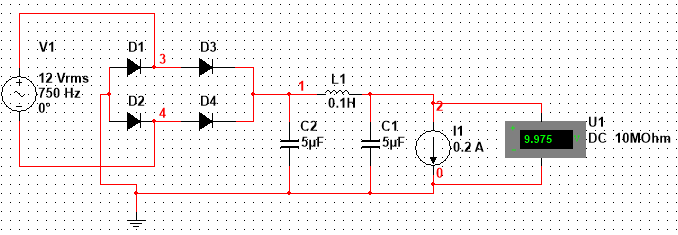 V1
12 Vrms
750 Hz
0°
D1
D3
3
D2
D4
4
1
L1
0.1H
C2
5µF
C1
5µF
2
I1
0.2 A
0
U1
DC 10MOhm
9.975